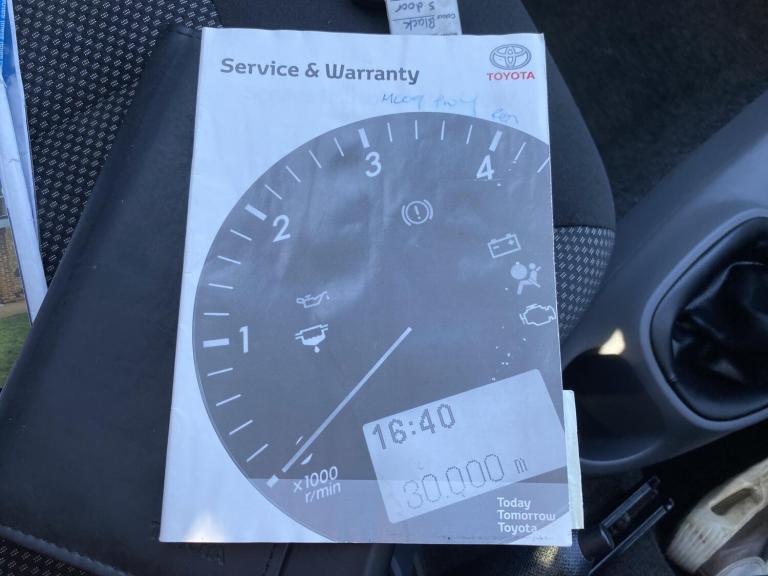 Colour Black
5 door
Service & Warranty
TOYOTA
1
2
3
4
16:40
30.000 m
x1000
r/min
Today
Tomorrow
Toyota